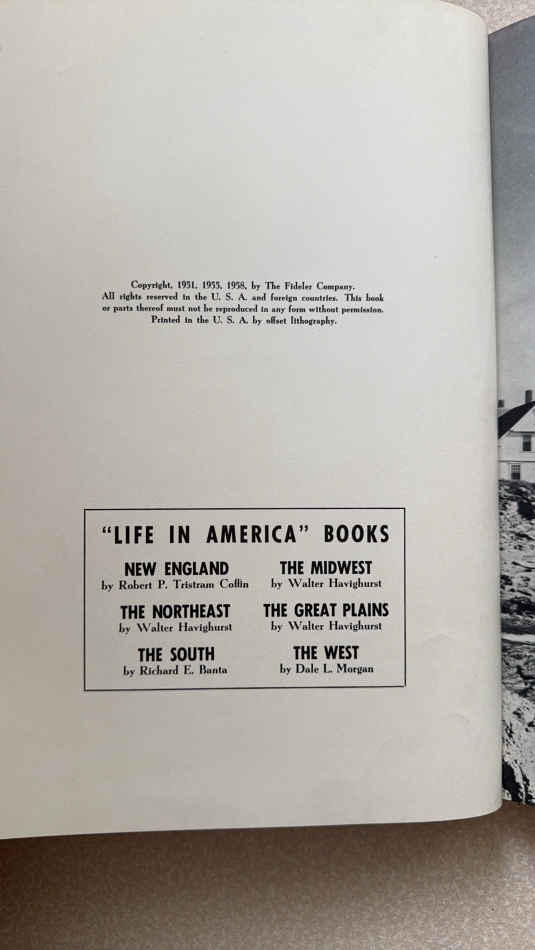 Copyright, 1951, 1955, 1958, by The Fideler Company.
All rights reserved in the U. S. A. and foreign countries. This book
or parts thereof must not be reproduced in any form without permission.
Printed in the U. S. A. by offset lithography.
"LIFE IN AMERICA" BOOKS
NEW ENGLAND
by Robert P. Tristram Coffin
THE MIDWEST
by Walter Havighurst
THE NORTHEAST
by Walter Havighurst
THE GREAT PLAINS
by Walter Havighurst
THE SOUTH
by Richard E. Banta
THE WEST
by Dale L. Morgan